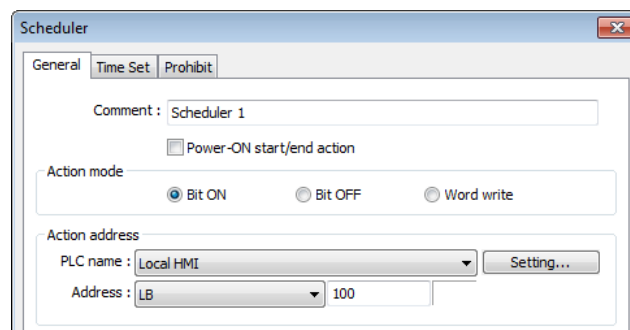 Scheduler
General Time Set Prohibit
Comment : Scheduler 1
Power-ON start/end action
Action mode
Bit ON Bit OFF Word write
Action address
PLC name : Local HMI Setting...
Address : LB 100